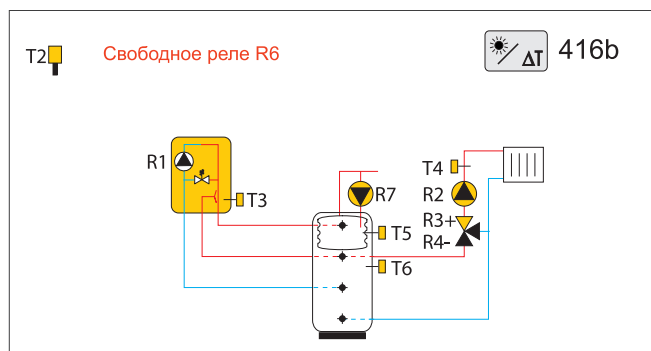 T2
Свободное реле R6
ΔT
416b
R1
T3
R7
T5
T6
T4
R2
R3+
R4-